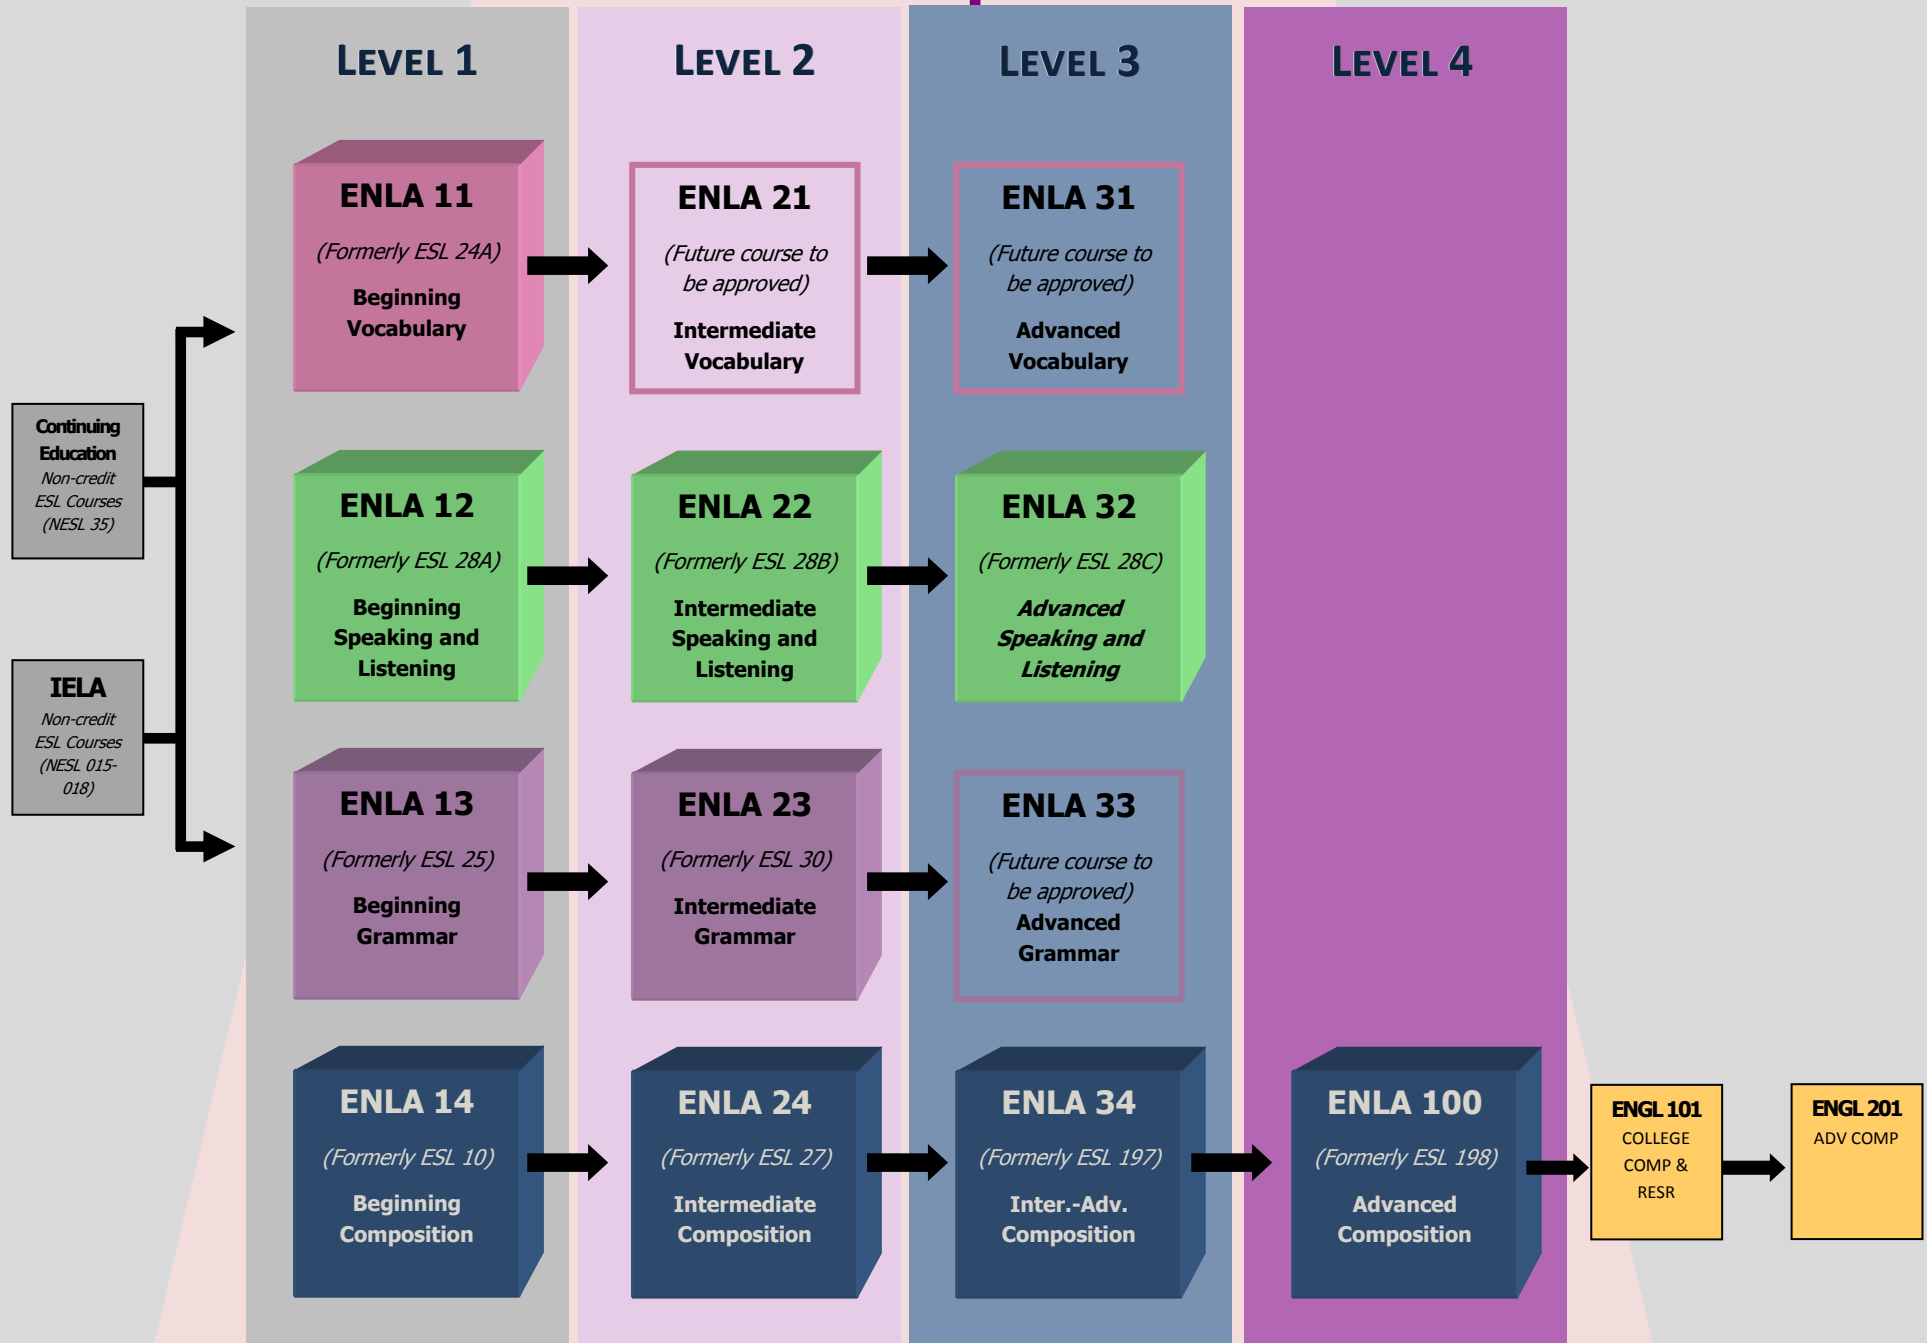 LEVEL 1
LEVEL 2
LEVEL 3
LEVEL 4
Continuing
Education
Non-credit
ESL Courses
(NESL 35)
IELA
Non-credit
ESL Courses
(NESL 015-
018)
ENLA 11
(Formerly ESL 24A)
Beginning
Vocabulary
ENLA 21
(Future course to
be approved)
Intermediate
Vocabulary
ENLA 31
(Future course to
be approved)
Advanced
Vocabulary
ENLA 12
(Formerly ESL 28A)
Beginning
Speaking and
Listening
ENLA 22
(Formerly ESL 28B)
Intermediate
Speaking and
Listening
ENLA 32
(Formerly ESL 28C)
Advanced
Speaking and
Listening
ENLA 13
(Formerly ESL 25)
Beginning
Grammar
ENLA 23
(Formerly ESL 30)
Intermediate
Grammar
ENLA 33
(Future course to
be approved)
Advanced
Grammar
ENLA 14
(Formerly ESL 10)
Beginning
Composition
ENLA 24
(Formerly ESL 27)
Intermediate
Composition
ENLA 34
(Formerly ESL 197)
Inter.-Adv.
Composition
ENLA 100
(Formerly ESL 198)
Advanced
Composition
ENGL 101
COLLEGE
COMP &
RESR
ENGL 201
ADV COMP